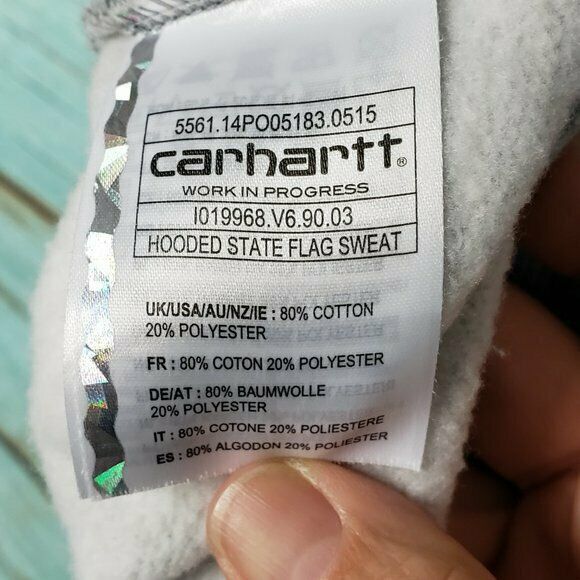 5561.14PO05183.0515
carhartt®
WORK IN PROGRESS
I019968.V6.90.03
HOODED STATE FLAG SWEAT
UK/USA/AU/NZ/IE : 80% COTTON
20% POLYESTER
FR : 80% COTON 20% POLYESTER
DE/AT : 80% BAUMWOLLE
20% POLYESTER
IT : 80% COTONE 20% POLIESTERE
ES : 80% ALGODON 20% POLIESTER